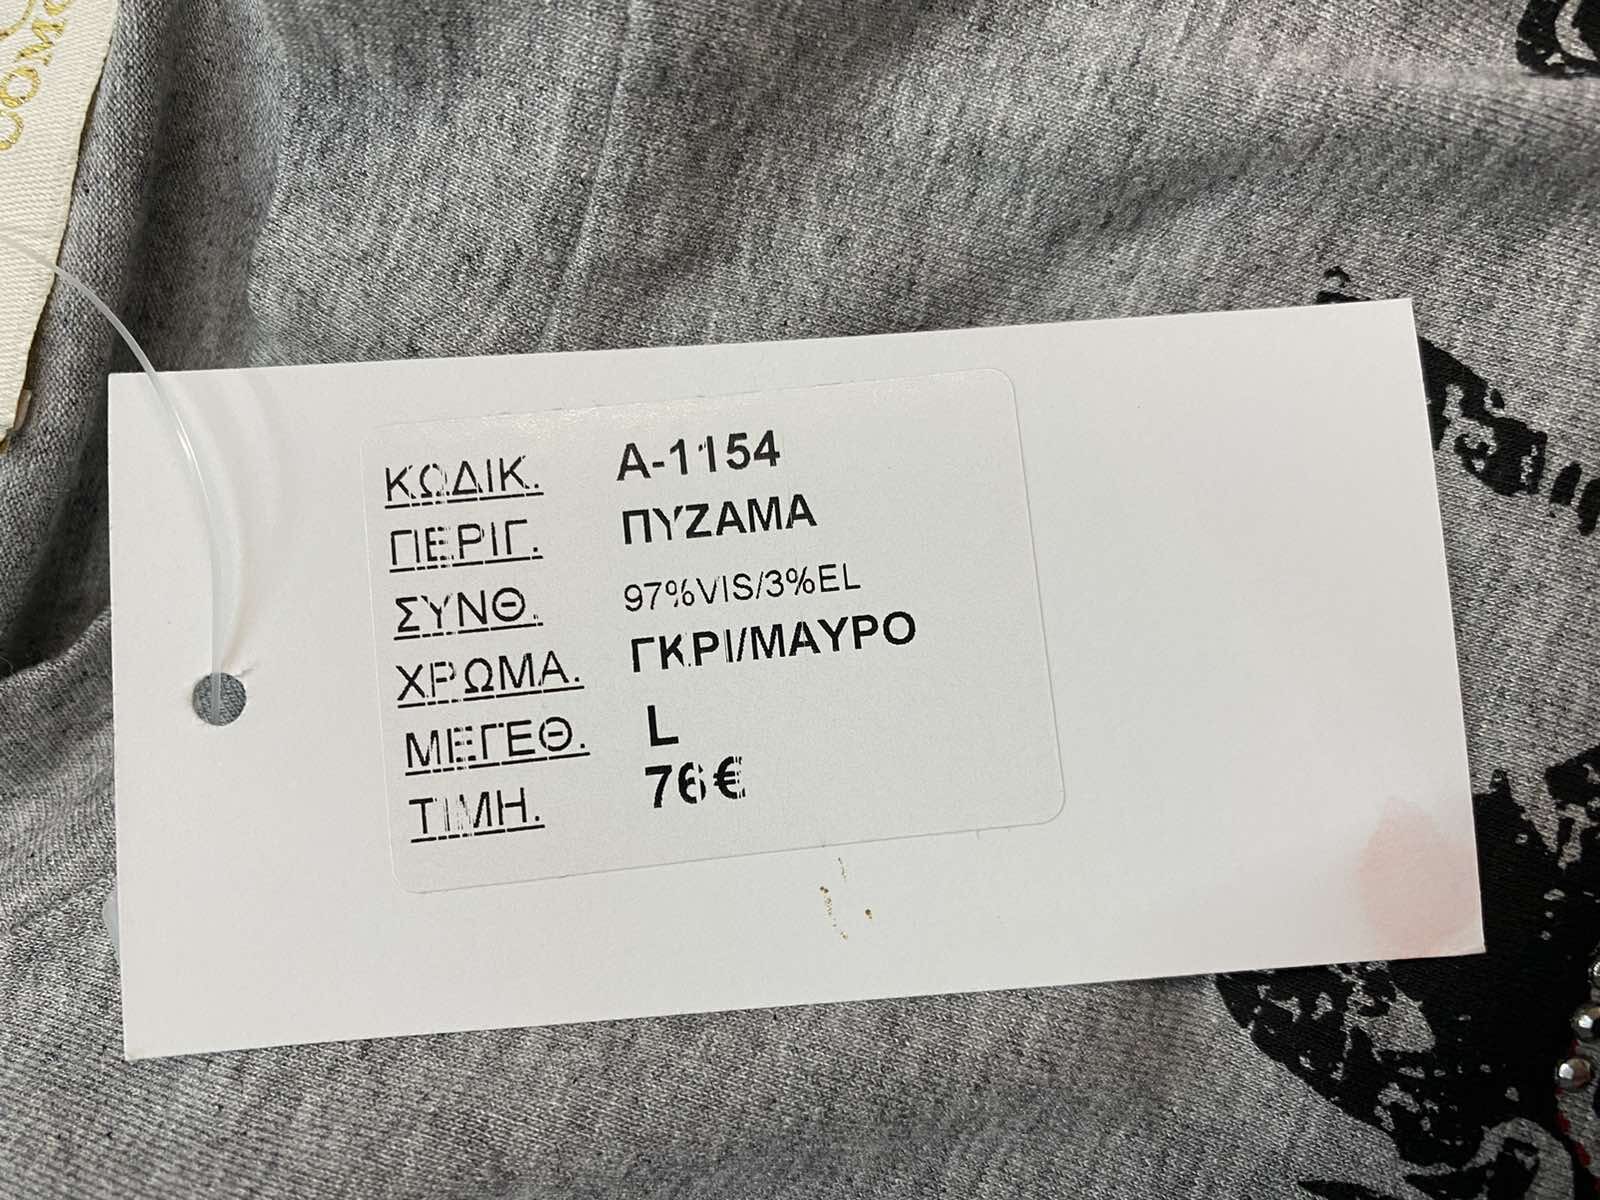 ΚΩΔΙΚ. Α-1154
ΠΕΡΙΓ. ΠΥΖΑΜΑ
ΣΥΝΘ. 97%VIS/3%EL
ΧΡΩΜΑ. ΓΚΡΙ/ΜΑΥΡΟ
ΜΕΓΕΘ. L
ΤΙΜΗ. 76€